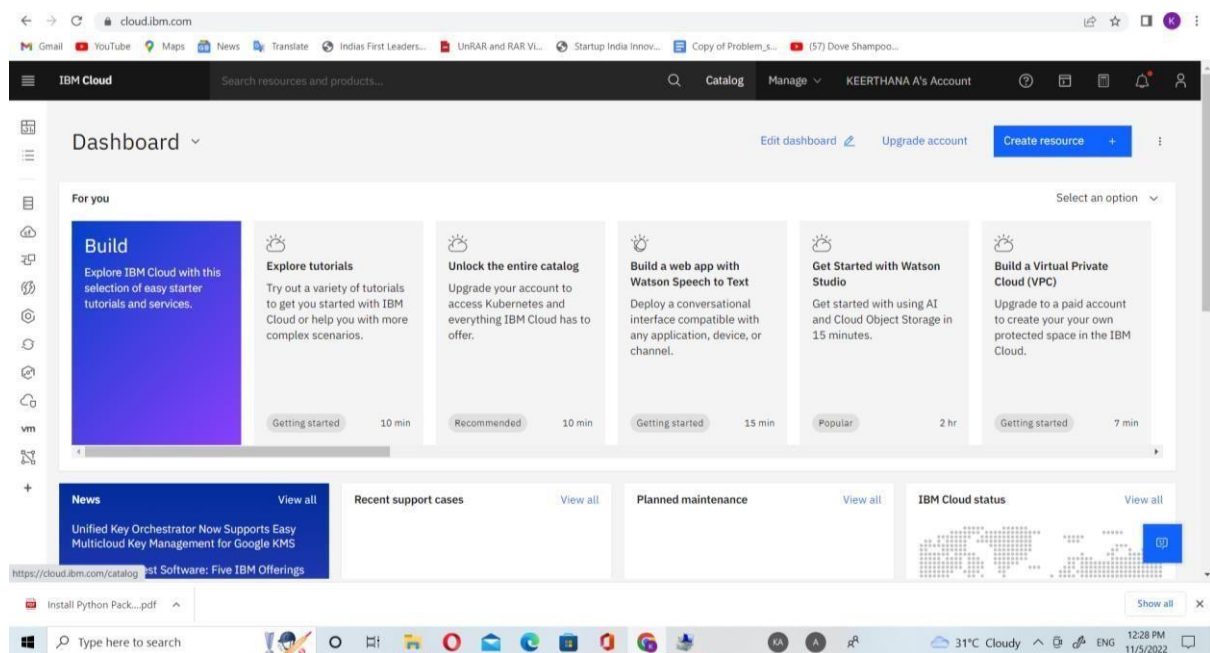 cloud.ibm.com
K
Gmail YouTube Maps News Translate Indias First Leaders... UnRAR and RAR Vi... Startup India Innov... Copy of Problem_s... (57) Dove Shampoo...
IBM Cloud Search resources and products... Catalog Manage KEERTHANA A's Account
Dashboard
Edit dashboard Upgrade account Create resource +
For you
Select an option
Build
Explore IBM Cloud with this
selection of easy starter
tutorials and services.
Explore tutorials
Try out a variety of tutorials
to get you started with IBM
Cloud or help you with more
complex scenarios.
Getting started 10 min
Unlock the entire catalog
Upgrade your account to
access Kubernetes and
everything IBM Cloud has to
offer.
Recommended 10 min
Build a web app with
Watson Speech to Text
Deploy a conversational
interface compatible with
any application, device, or
channel.
Getting started 15 min
Get Started with Watson
Studio
Get started with using AI
and Cloud Object Storage in
15 minutes.
Popular 2 hr
Build a Virtual Private
Cloud (VPC)
Upgrade to a paid account
to create your your own
protected space in the IBM
Cloud.
Getting started 7 min
vm
+
News View all
Unified Key Orchestrator Now Supports Easy
Multicloud Key Management for Google KMS
est Software: Five IBM Offerings
Recent support cases View all
Planned maintenance View all
IBM Cloud status View all
https://cloud.ibm.com/catalog
Install Python Pack....pdf
Show all
Type here to search
KA A
31°C Cloudy ENG
12:28 PM
11/5/2022